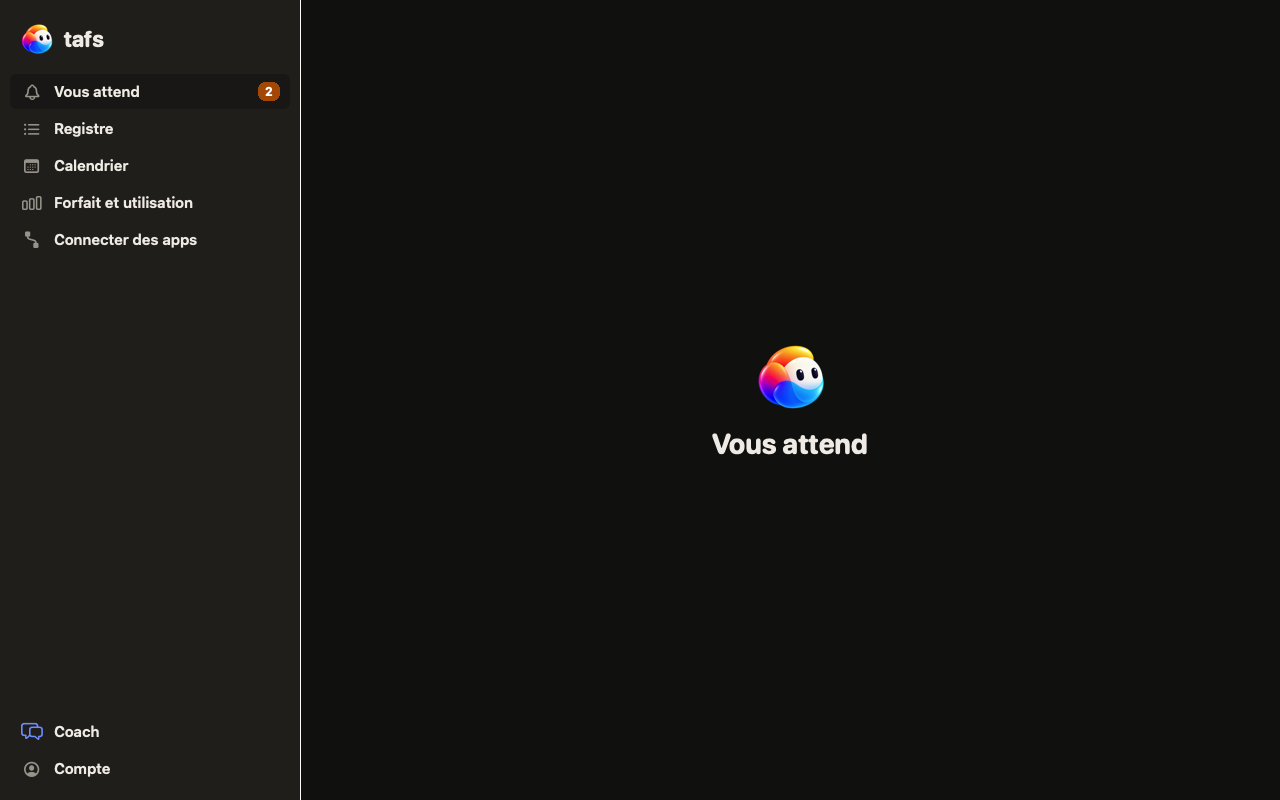 tafs
Vous attend
2
Registre
Calendrier
Forfait et utilisation
Connecter des apps
Vous attend
Coach
Compte